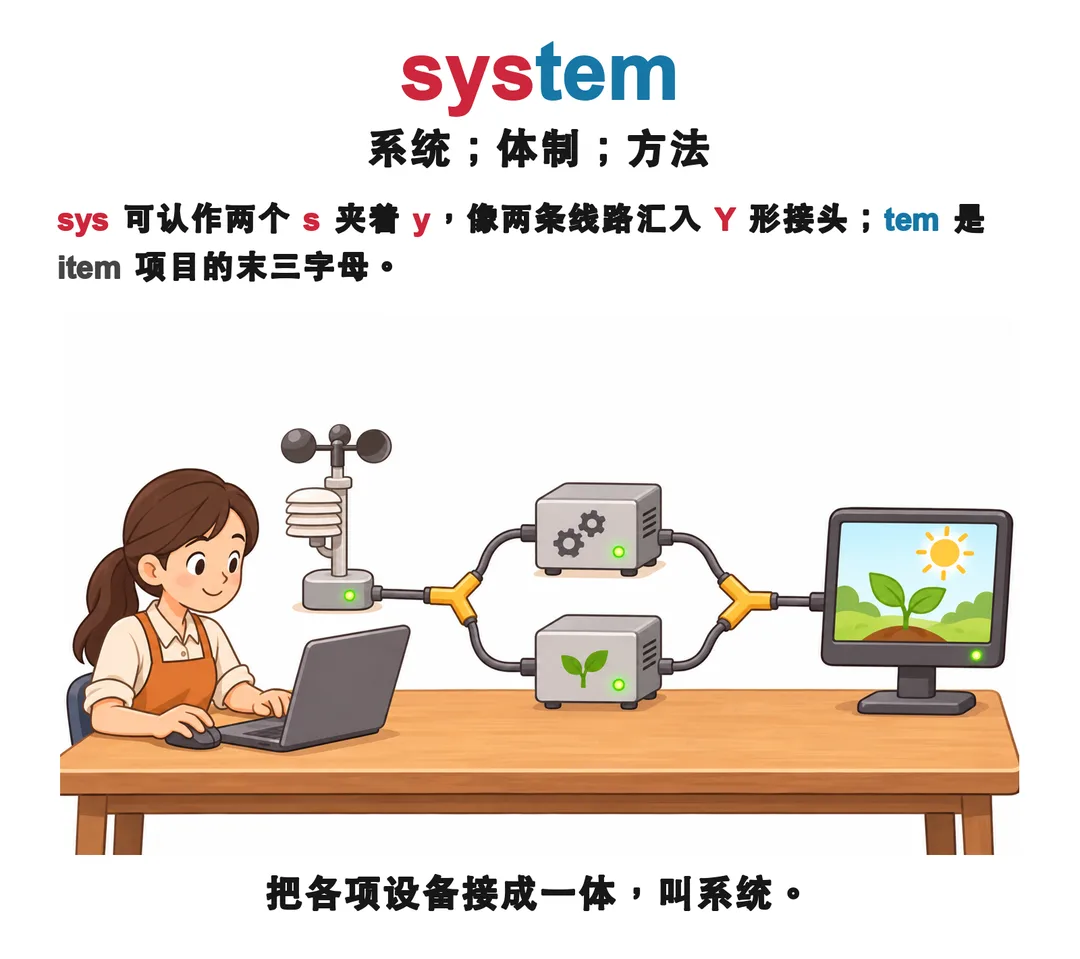 system
系统；体制；方法
sys 可认作两个 s 夹着 y，像两条线路汇入 Y 形接头；tem 是
item 项目的末三字母。
把各项设备接成一体，叫系统。